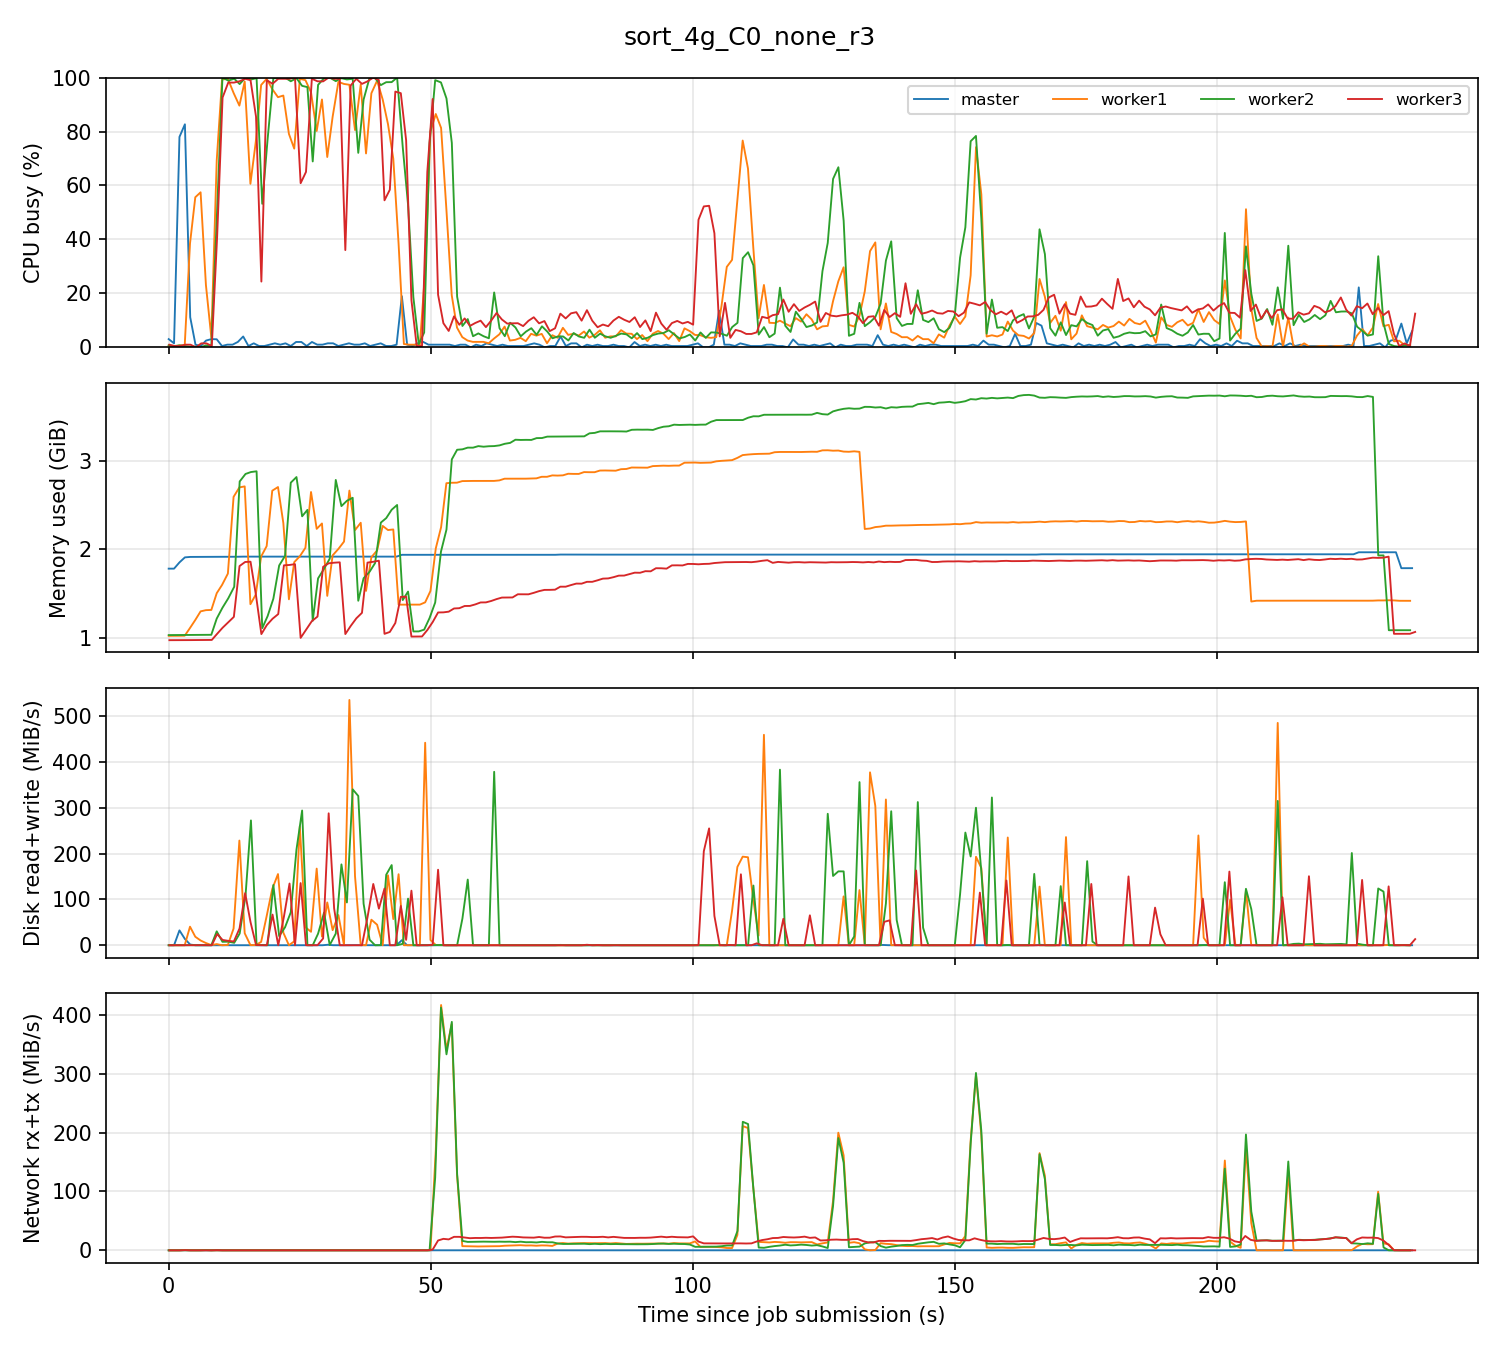 sort_4g_C0_none_r3
CPU busy (%)
100
80
60
40
20
0
master
worker1
worker2
worker3
Memory used (GiB)
3
2
1
Disk read+write (MiB/s)
500
400
300
200
100
0
Network rx+tx (MiB/s)
400
300
200
100
0
0
50
100
150
200
Time since job submission (s)